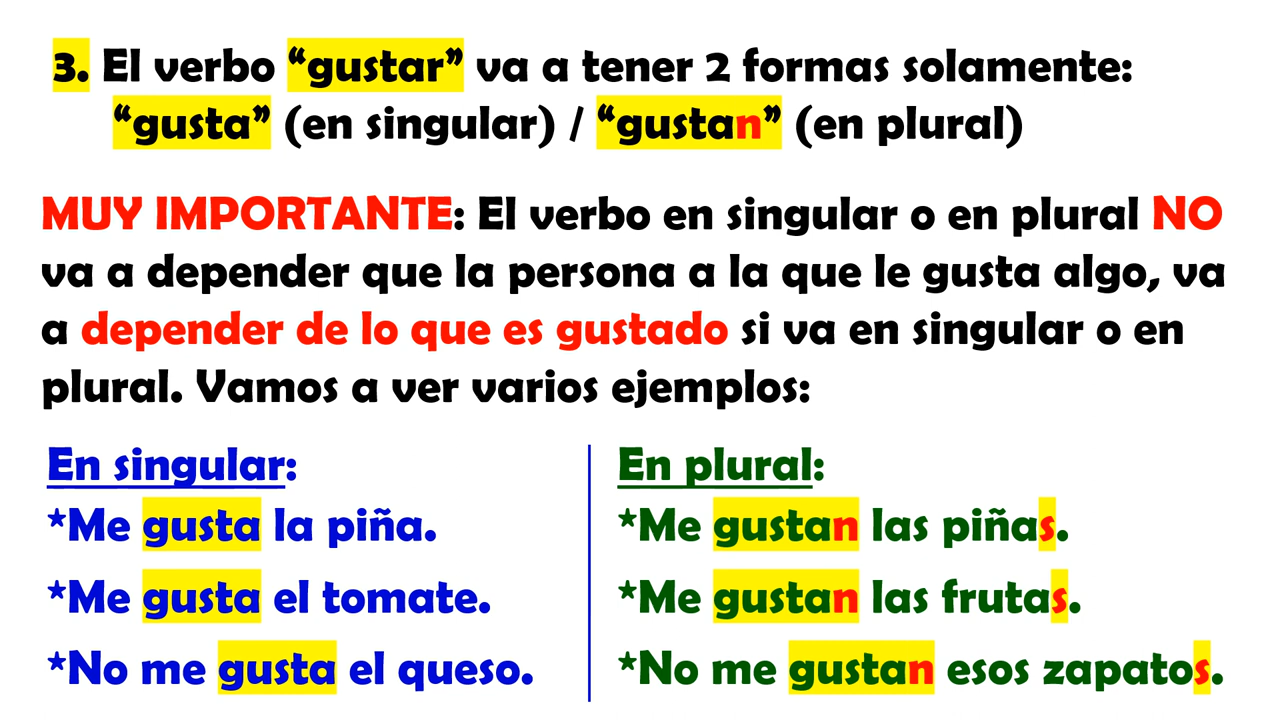 3. El verbo “gustar” va a tener 2 formas solamente:
“gusta” (en singular) / “gustan” (en plural)
MUY IMPORTANTE: El verbo en singular o en plural NO
va a depender que la persona a la que le gusta algo, va
a depender de lo que es gustado si va en singular o en
plural. Vamos a ver varios ejemplos:
En singular:
*Me gusta la piña.
*Me gusta el tomate.
*No me gusta el queso.
En plural:
*Me gustan las piñas.
*Me gustan las frutas.
*No me gustan esos zapatos.